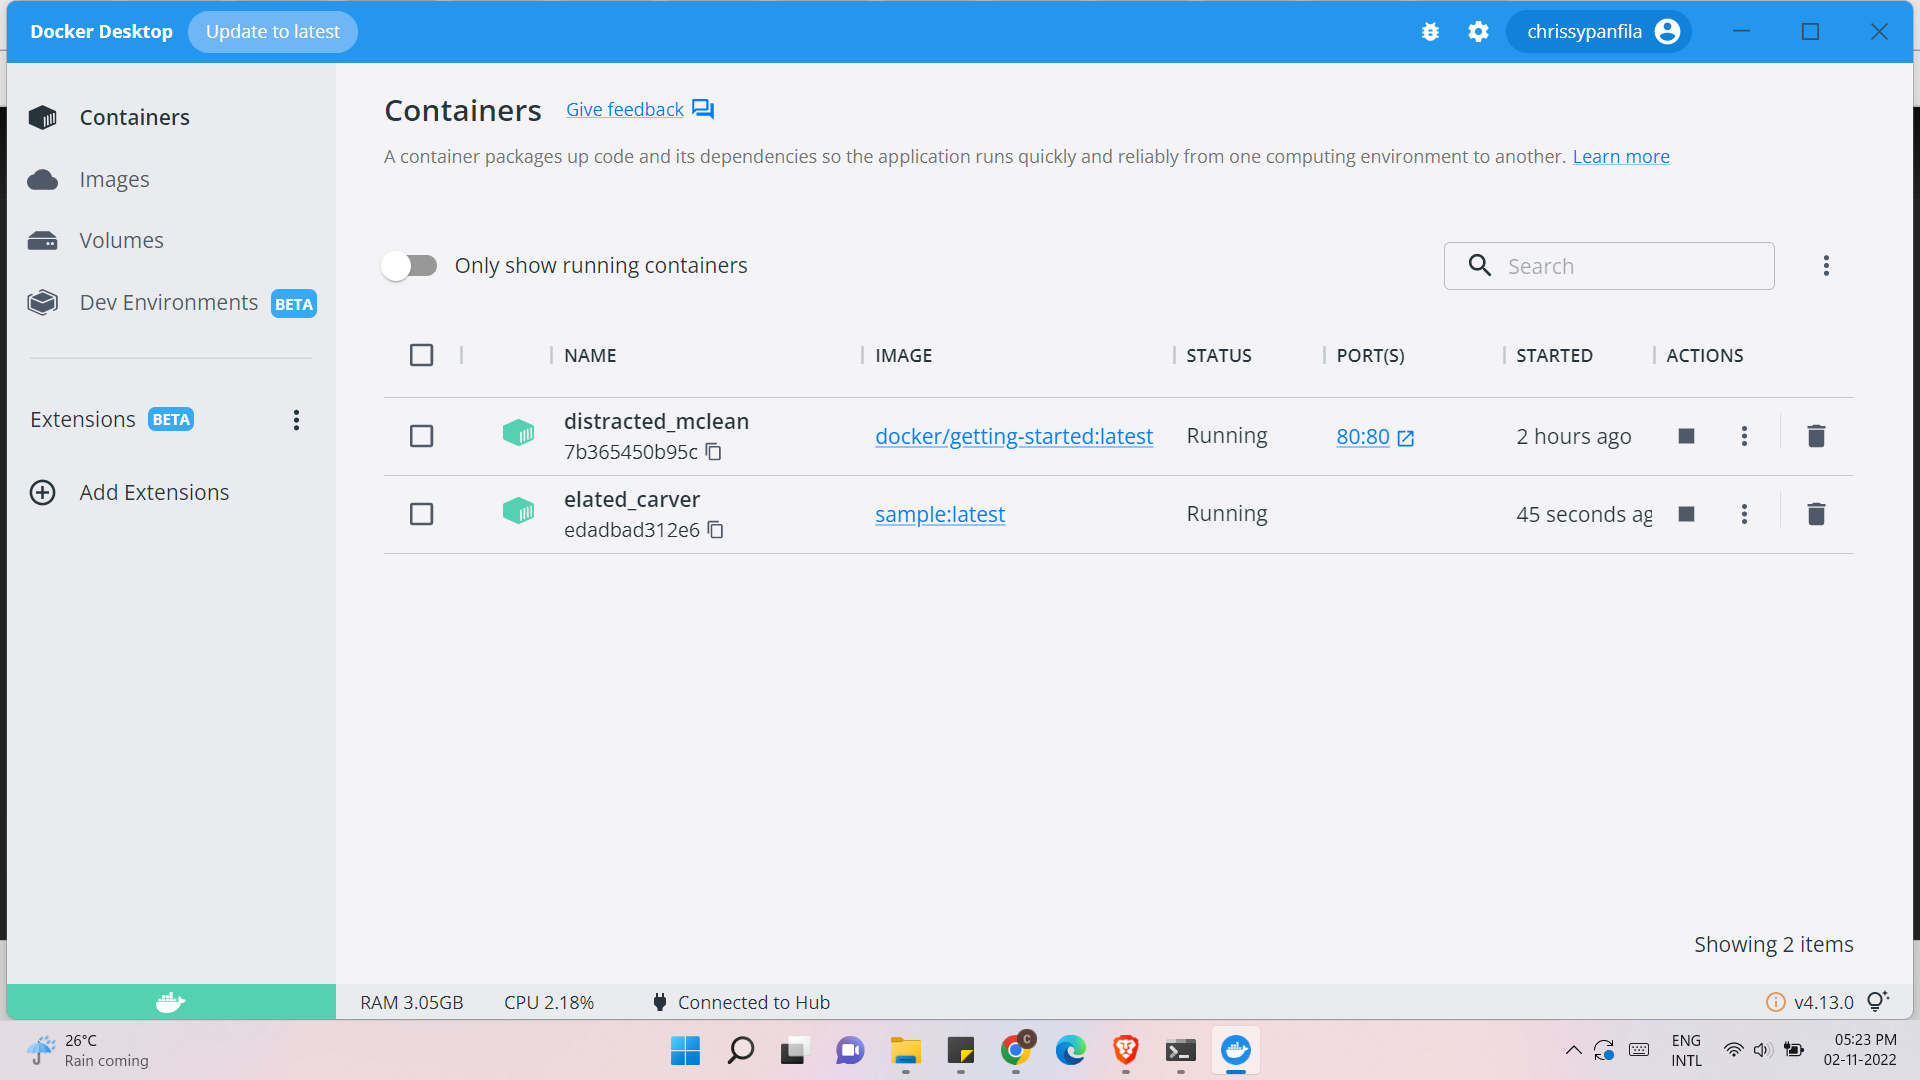 Docker Desktop Update to latest chrissypanfila
Containers
Images
Volumes
Dev Environments BETA
Extensions BETA
Add Extensions
Containers Give feedback
A container packages up code and its dependencies so the application runs quickly and reliably from one computing environment to another. Learn more
Only show running containers Search
NAME IMAGE STATUS PORT(S) STARTED ACTIONS
distracted_mclean
7b365450b95c docker/getting-started:latest Running 80:80 2 hours ago
elated_carver
edadbad312e6 sample:latest Running 45 seconds ag
Showing 2 items
RAM 3.05GB CPU 2.18% Connected to Hub v4.13.0
26°C
Rain coming
C
ENG
INTL
05:23 PM
02-11-2022